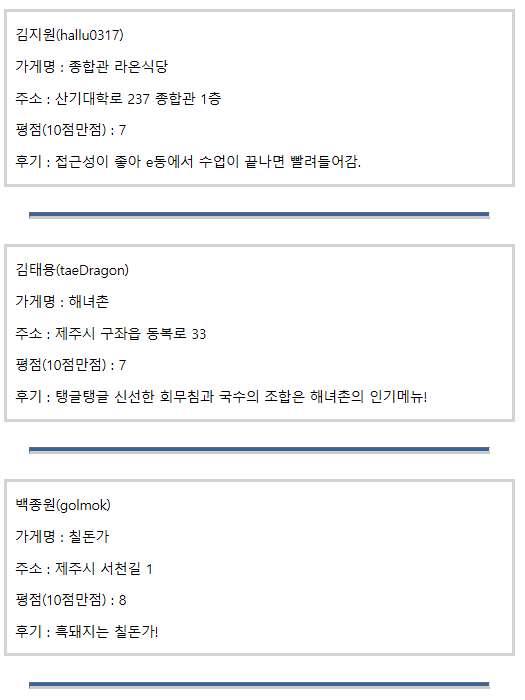 김지원(hallu0317)
가게명 : 종합관 라온식당
주소 : 산기대학로 237 종합관 1층
평점(10점만점) : 7
후기 : 접근성이 좋아 e동에서 수업이 끝나면 빨려들어감.
김태용(taeDragon)
가게명 : 해녀촌
주소 : 제주시 구좌읍 동복로 33
평점(10점만점) : 7
후기 : 탱글탱글 신선한 회무침과 국수의 조합은 해녀촌의 인기메뉴!
백종원(golmok)
가게명 : 칠돈가
주소 : 제주시 서천길 1
평점(10점만점) : 8
후기 : 흑돼지는 칠돈가!